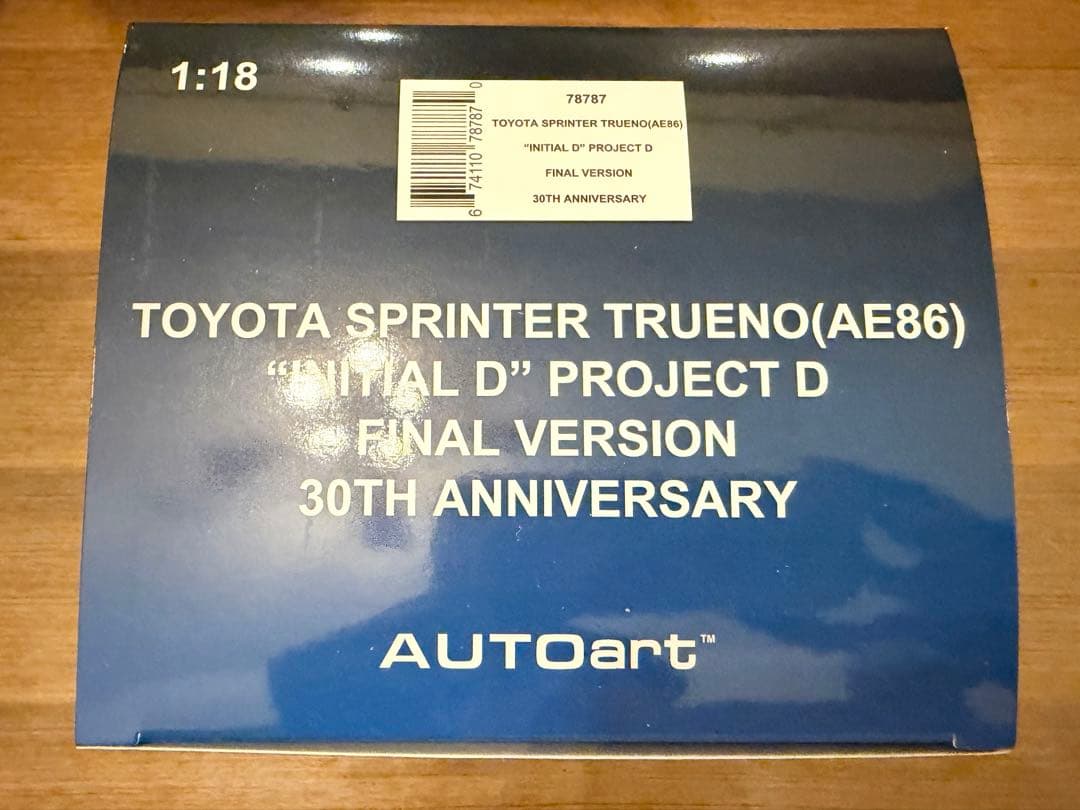 1:18
78787
TOYOTA SPRINTER TRUENO(AE86)
"INITIAL D" PROJECT D
FINAL VERSION
30TH ANNIVERSARY
6 74110 78787 0
TOYOTA SPRINTER TRUENO(AE86)
“INITIAL D” PROJECT D
FINAL VERSION
30TH ANNIVERSARY
AUTOart™